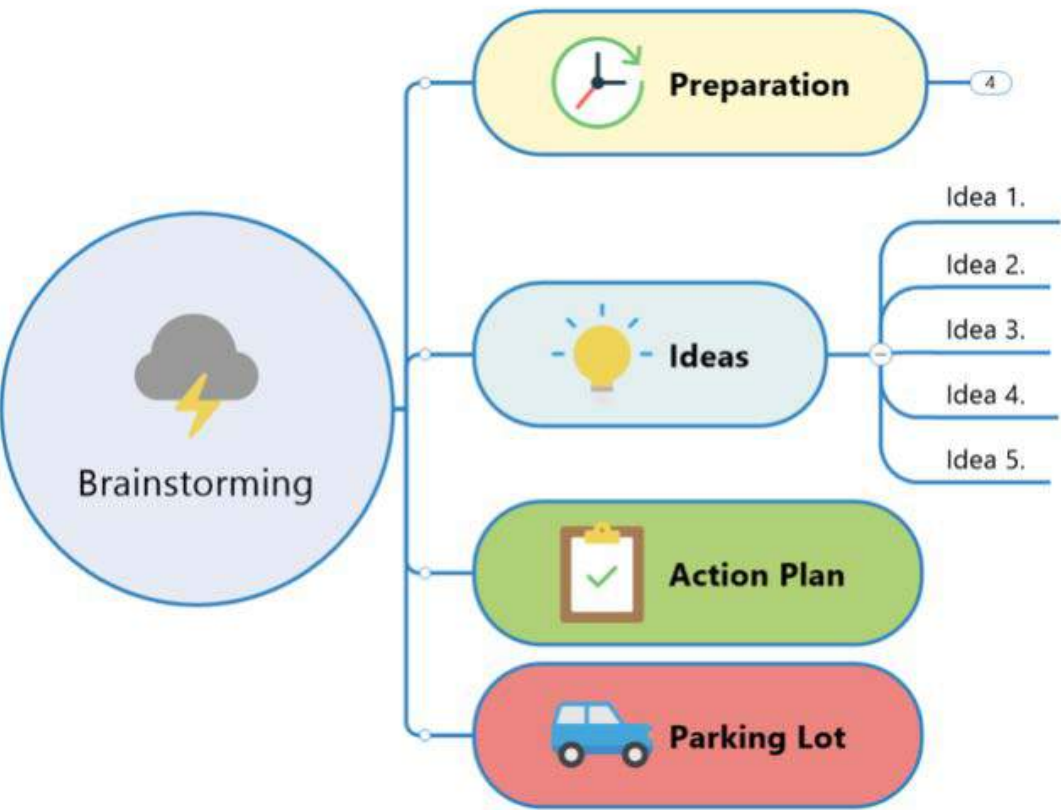 Preparation
4
Idea 1.
Idea 2.
Idea 3.
Ideas
Idea 4.
Idea 5.
Brainstorming
Action Plan
Parking Lot